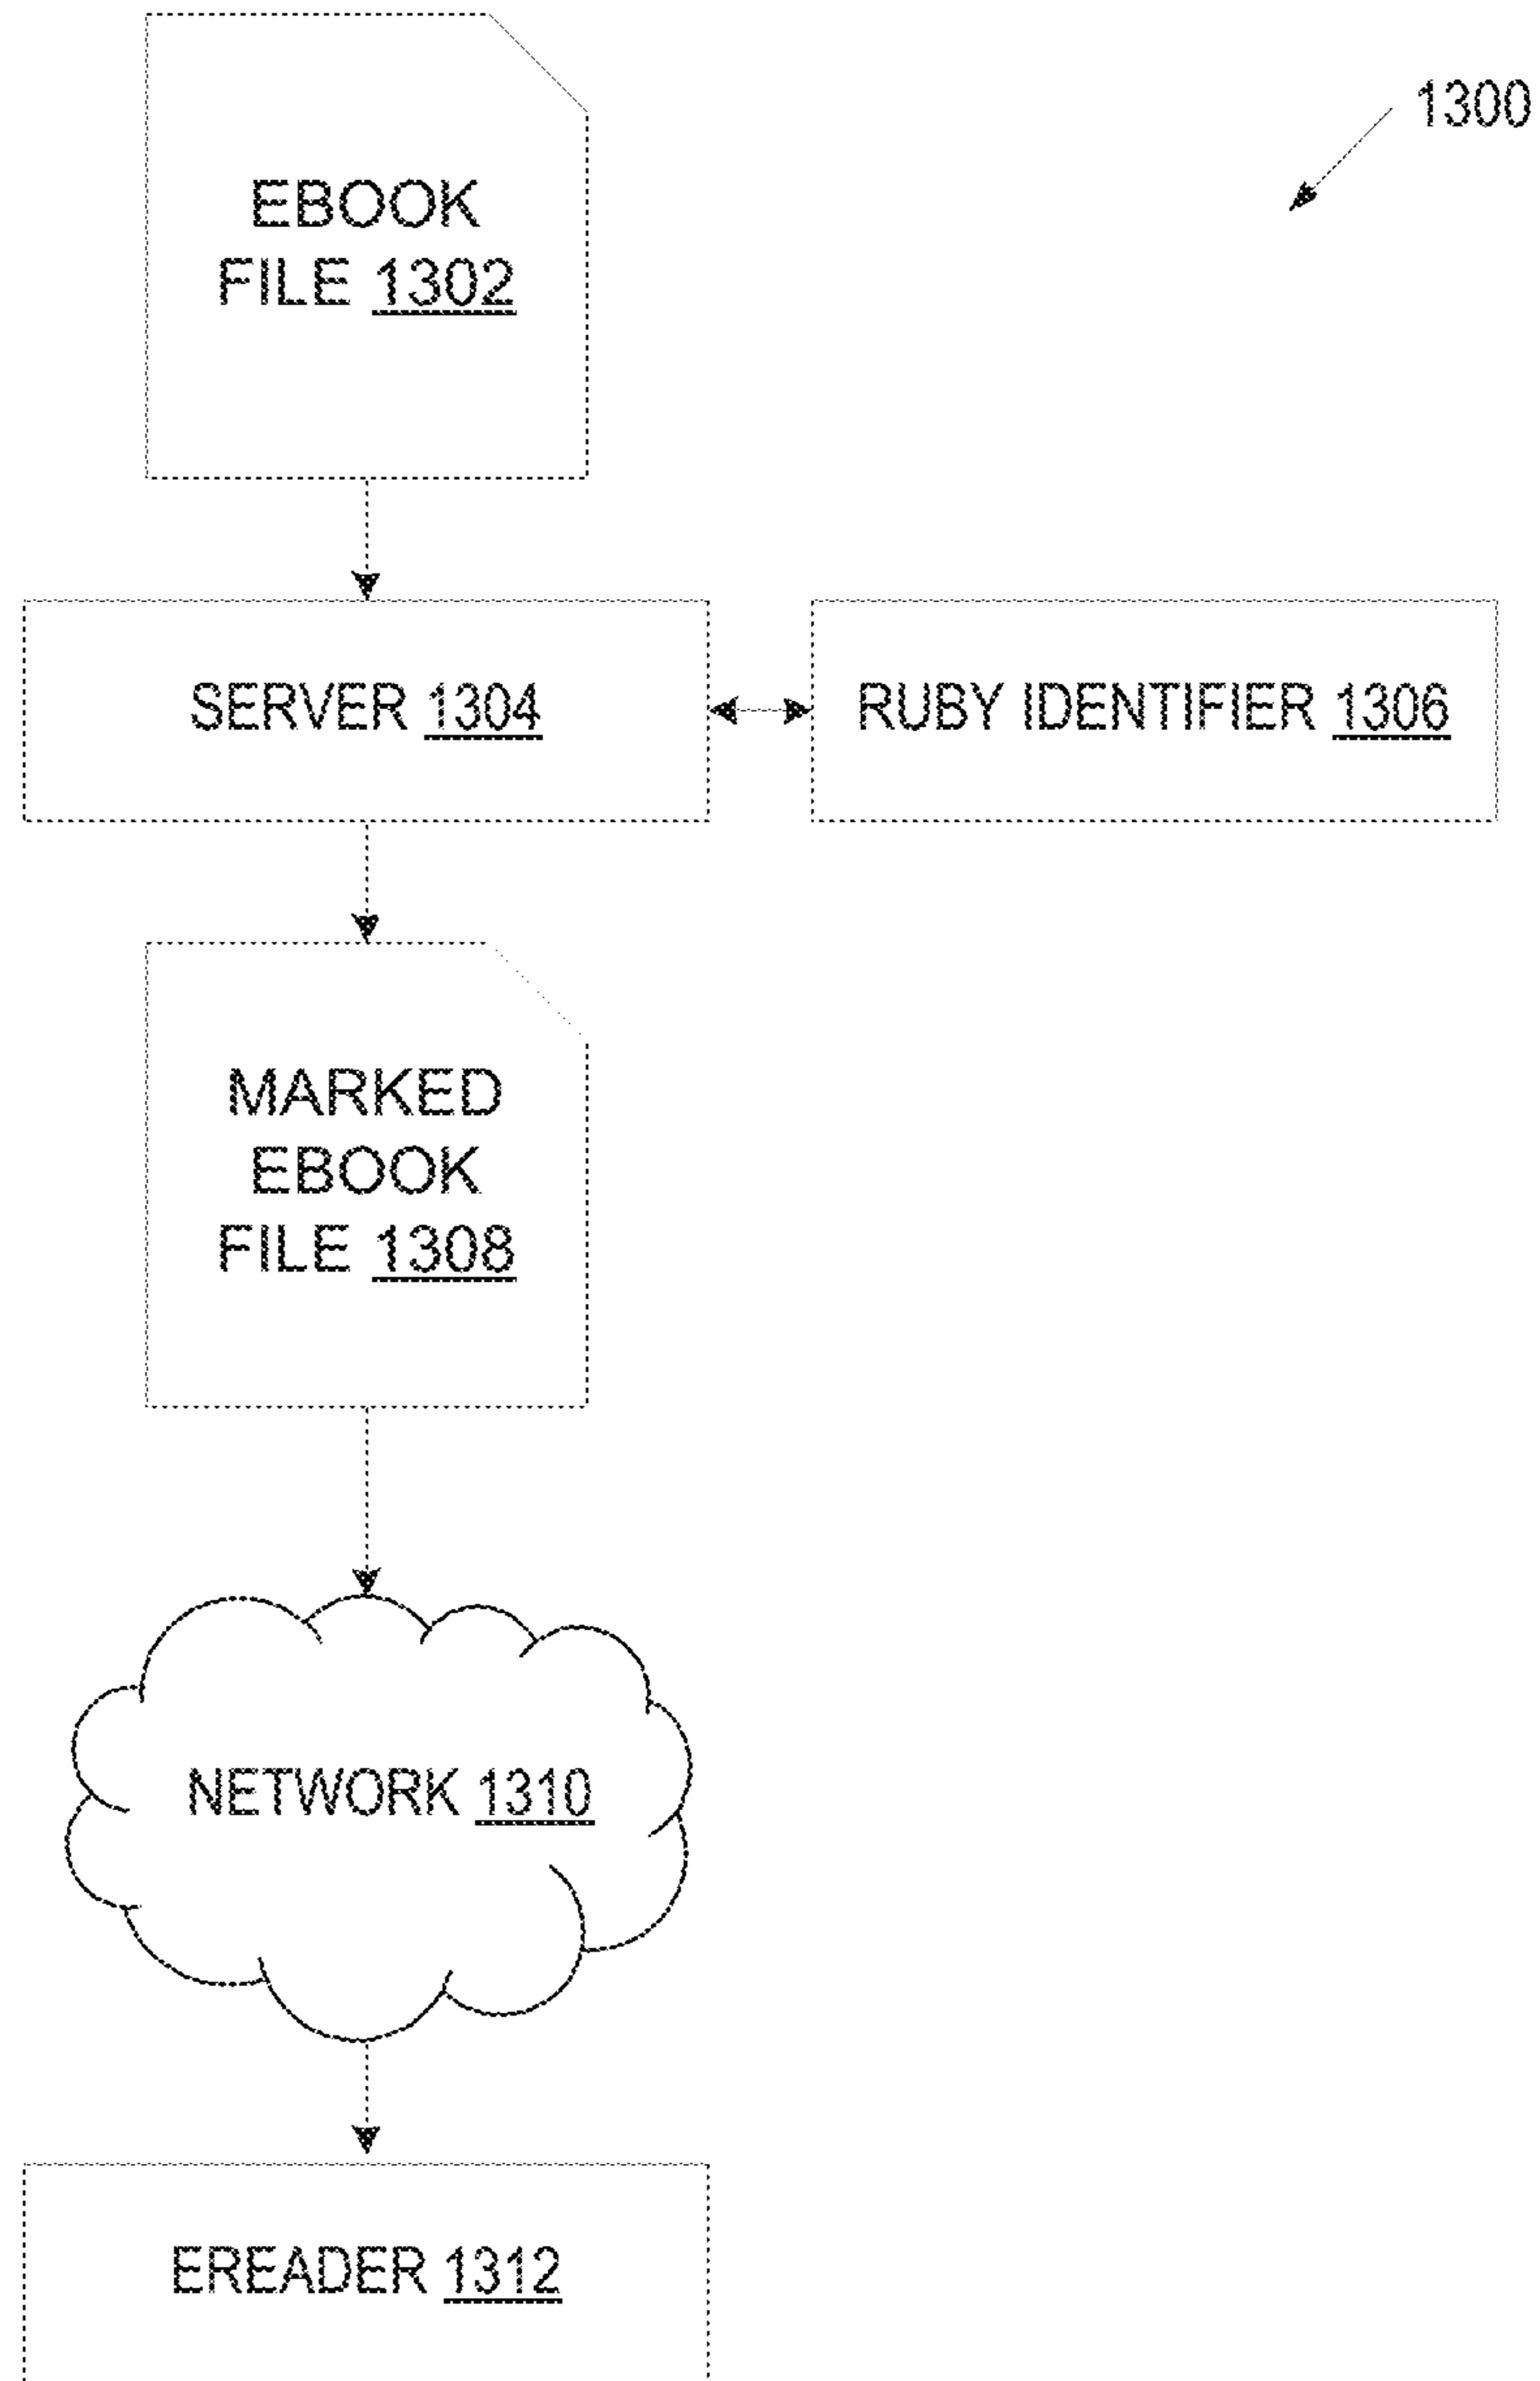 1300
EBOOK
FILE 1302
SERVER 1304
RUBY IDENTIFIER 1306
MARKED
EBOOK
FILE 1308
NETWORK 1310
EREADER 1312